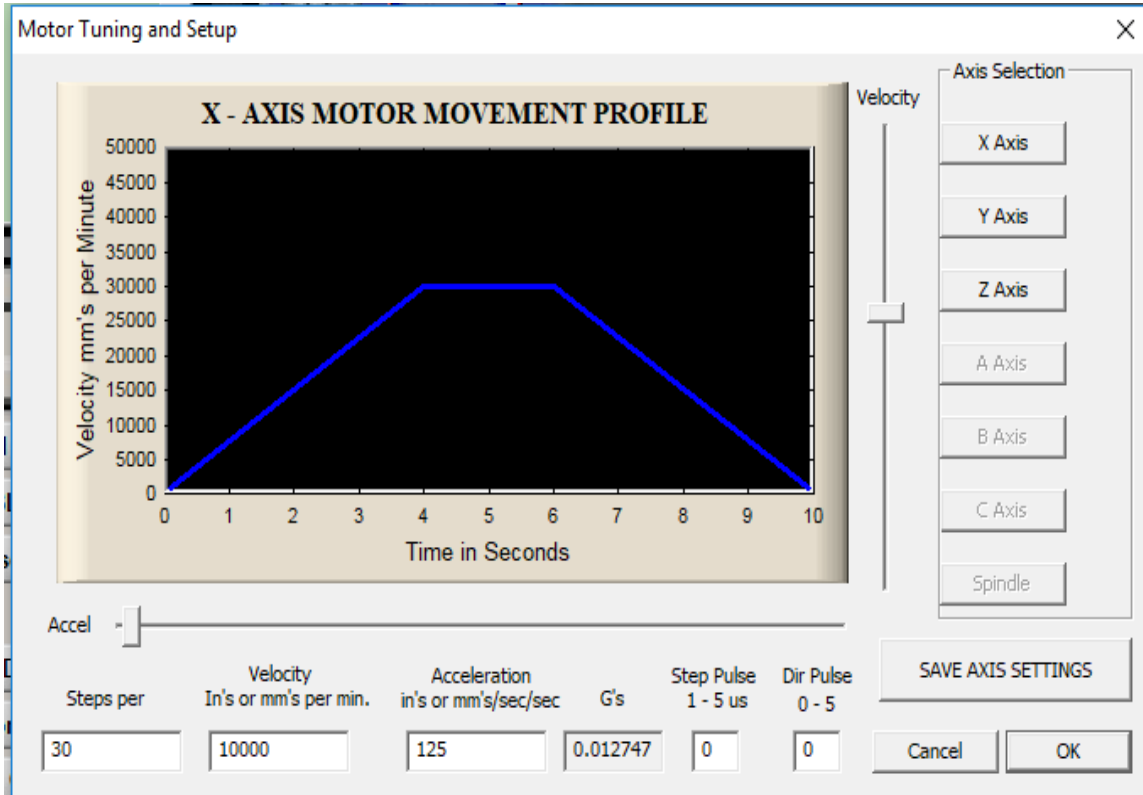 Motor Tuning and Setup
X - AXIS MOTOR MOVEMENT PROFILE
Velocity mm's per Minute
50000
45000
40000
35000
30000
25000
20000
15000
10000
5000
0
0 1 2 3 4 5 6 7 8 9 10
Time in Seconds
Velocity
Axis Selection
X Axis
Y Axis
Z Axis
A Axis
B Axis
C Axis
Spindle
Accel
Steps per
Velocity
In's or mm's per min.
Acceleration
in's or mm's/sec/sec
G's
Step Pulse
1 - 5 us
Dir Pulse
0 - 5
30
10000
125
0.012747
0
0
SAVE AXIS SETTINGS
Cancel
OK